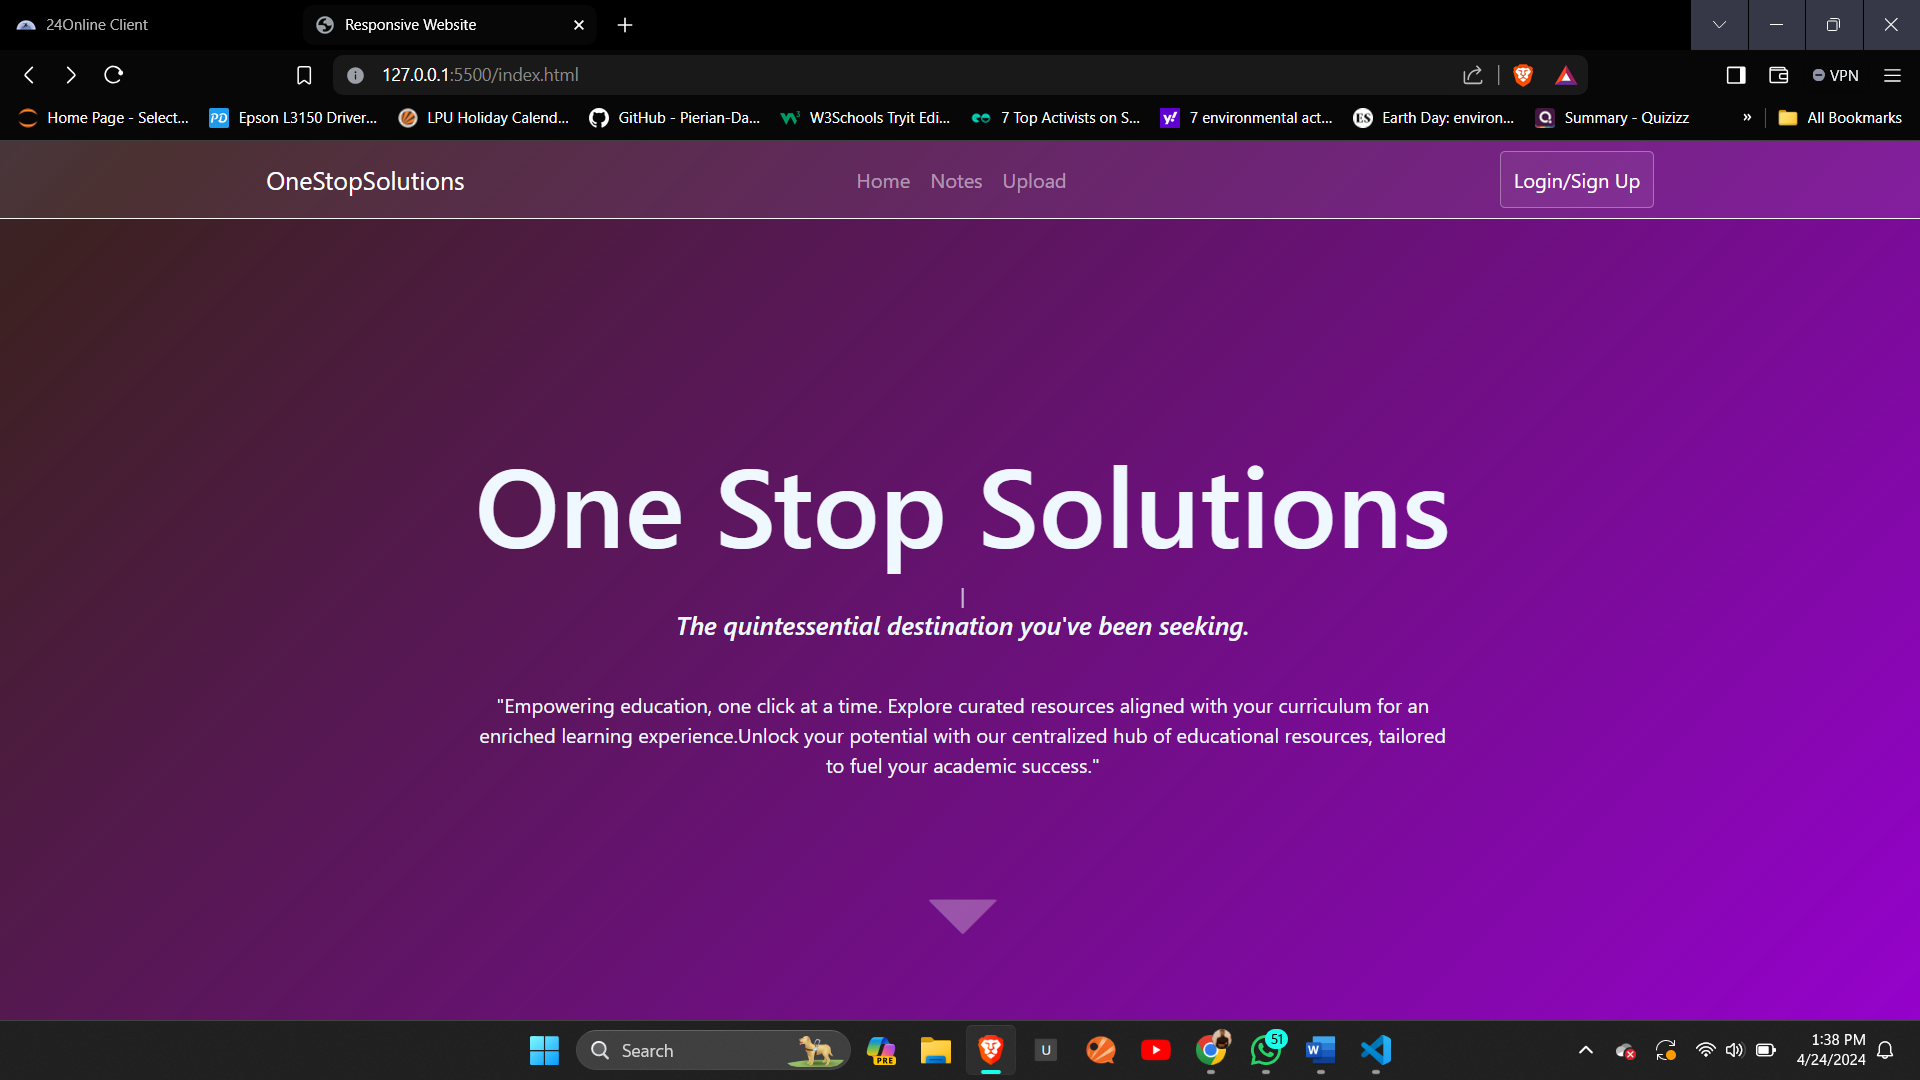 24Online Client
Responsive Website
127.0.0.1:5500/index.html
VPN
Home Page - Select...
Epson L3150 Driver...
LPU Holiday Calend...
GitHub - Pierian-Da...
W3Schools Tryit Edi...
7 Top Activists on S...
7 environmental act...
Earth Day: environ...
Summary - Quizizz
»
All Bookmarks
OneStopSolutions
Home
Notes
Upload
Login/Sign Up
One Stop Solutions
|
The quintessential destination you've been seeking.
"Empowering education, one click at a time. Explore curated resources aligned with your curriculum for an
enriched learning experience.Unlock your potential with our centralized hub of educational resources, tailored
to fuel your academic success."
Search
PRE
U
51
W
1:38 PM
4/24/2024